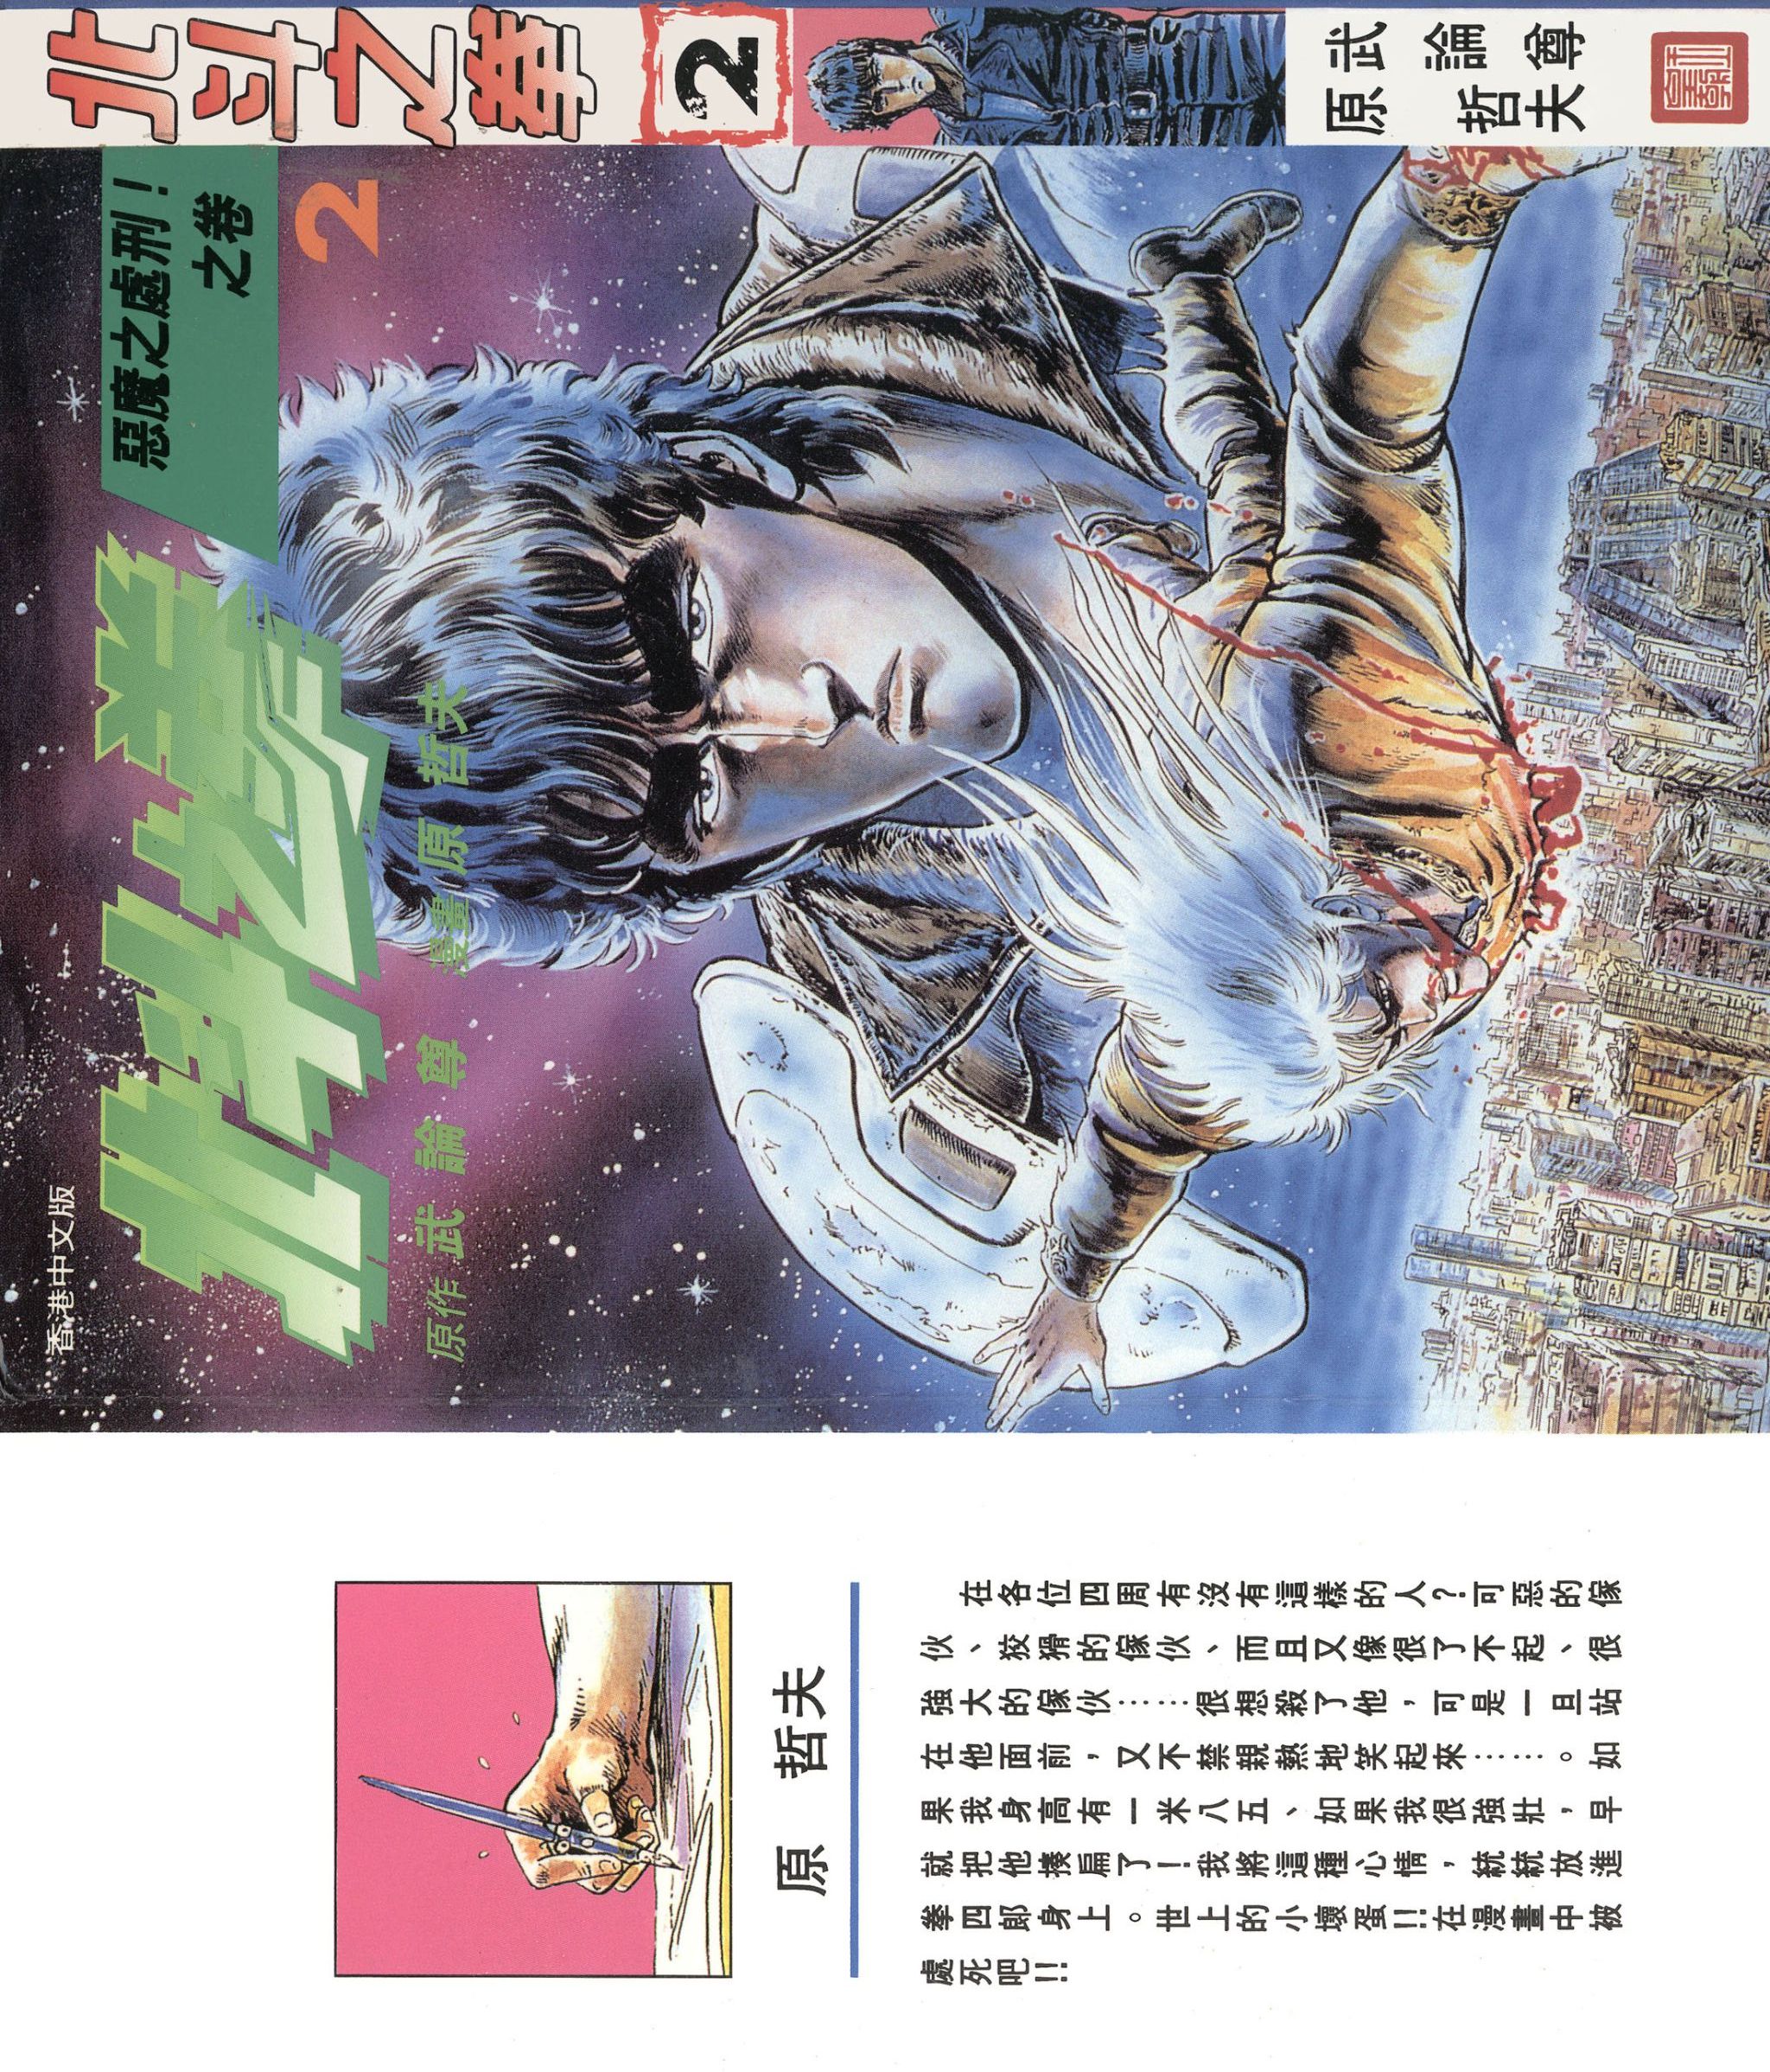 北斗之拳
2
武論尊
原哲夫
香港中文版
北斗之拳
惡魔之處刑！
之卷
2
原作 武論尊 漫畫 原哲夫
原 哲夫
在各位四周有沒有這樣的人？可惡的傢
伙、狡猾的傢伙、而且又像很了不起、很
強大的傢伙……很想殺了他，可是一旦站
在他面前，又不禁親熱地笑起來……。如
果我身高有一米八五、如果我很強壯，早
就把他揍扁了！我將這種心情，統統放進
拳四郎身上。世上的小壞蛋!!在漫畫中被
處死吧!!